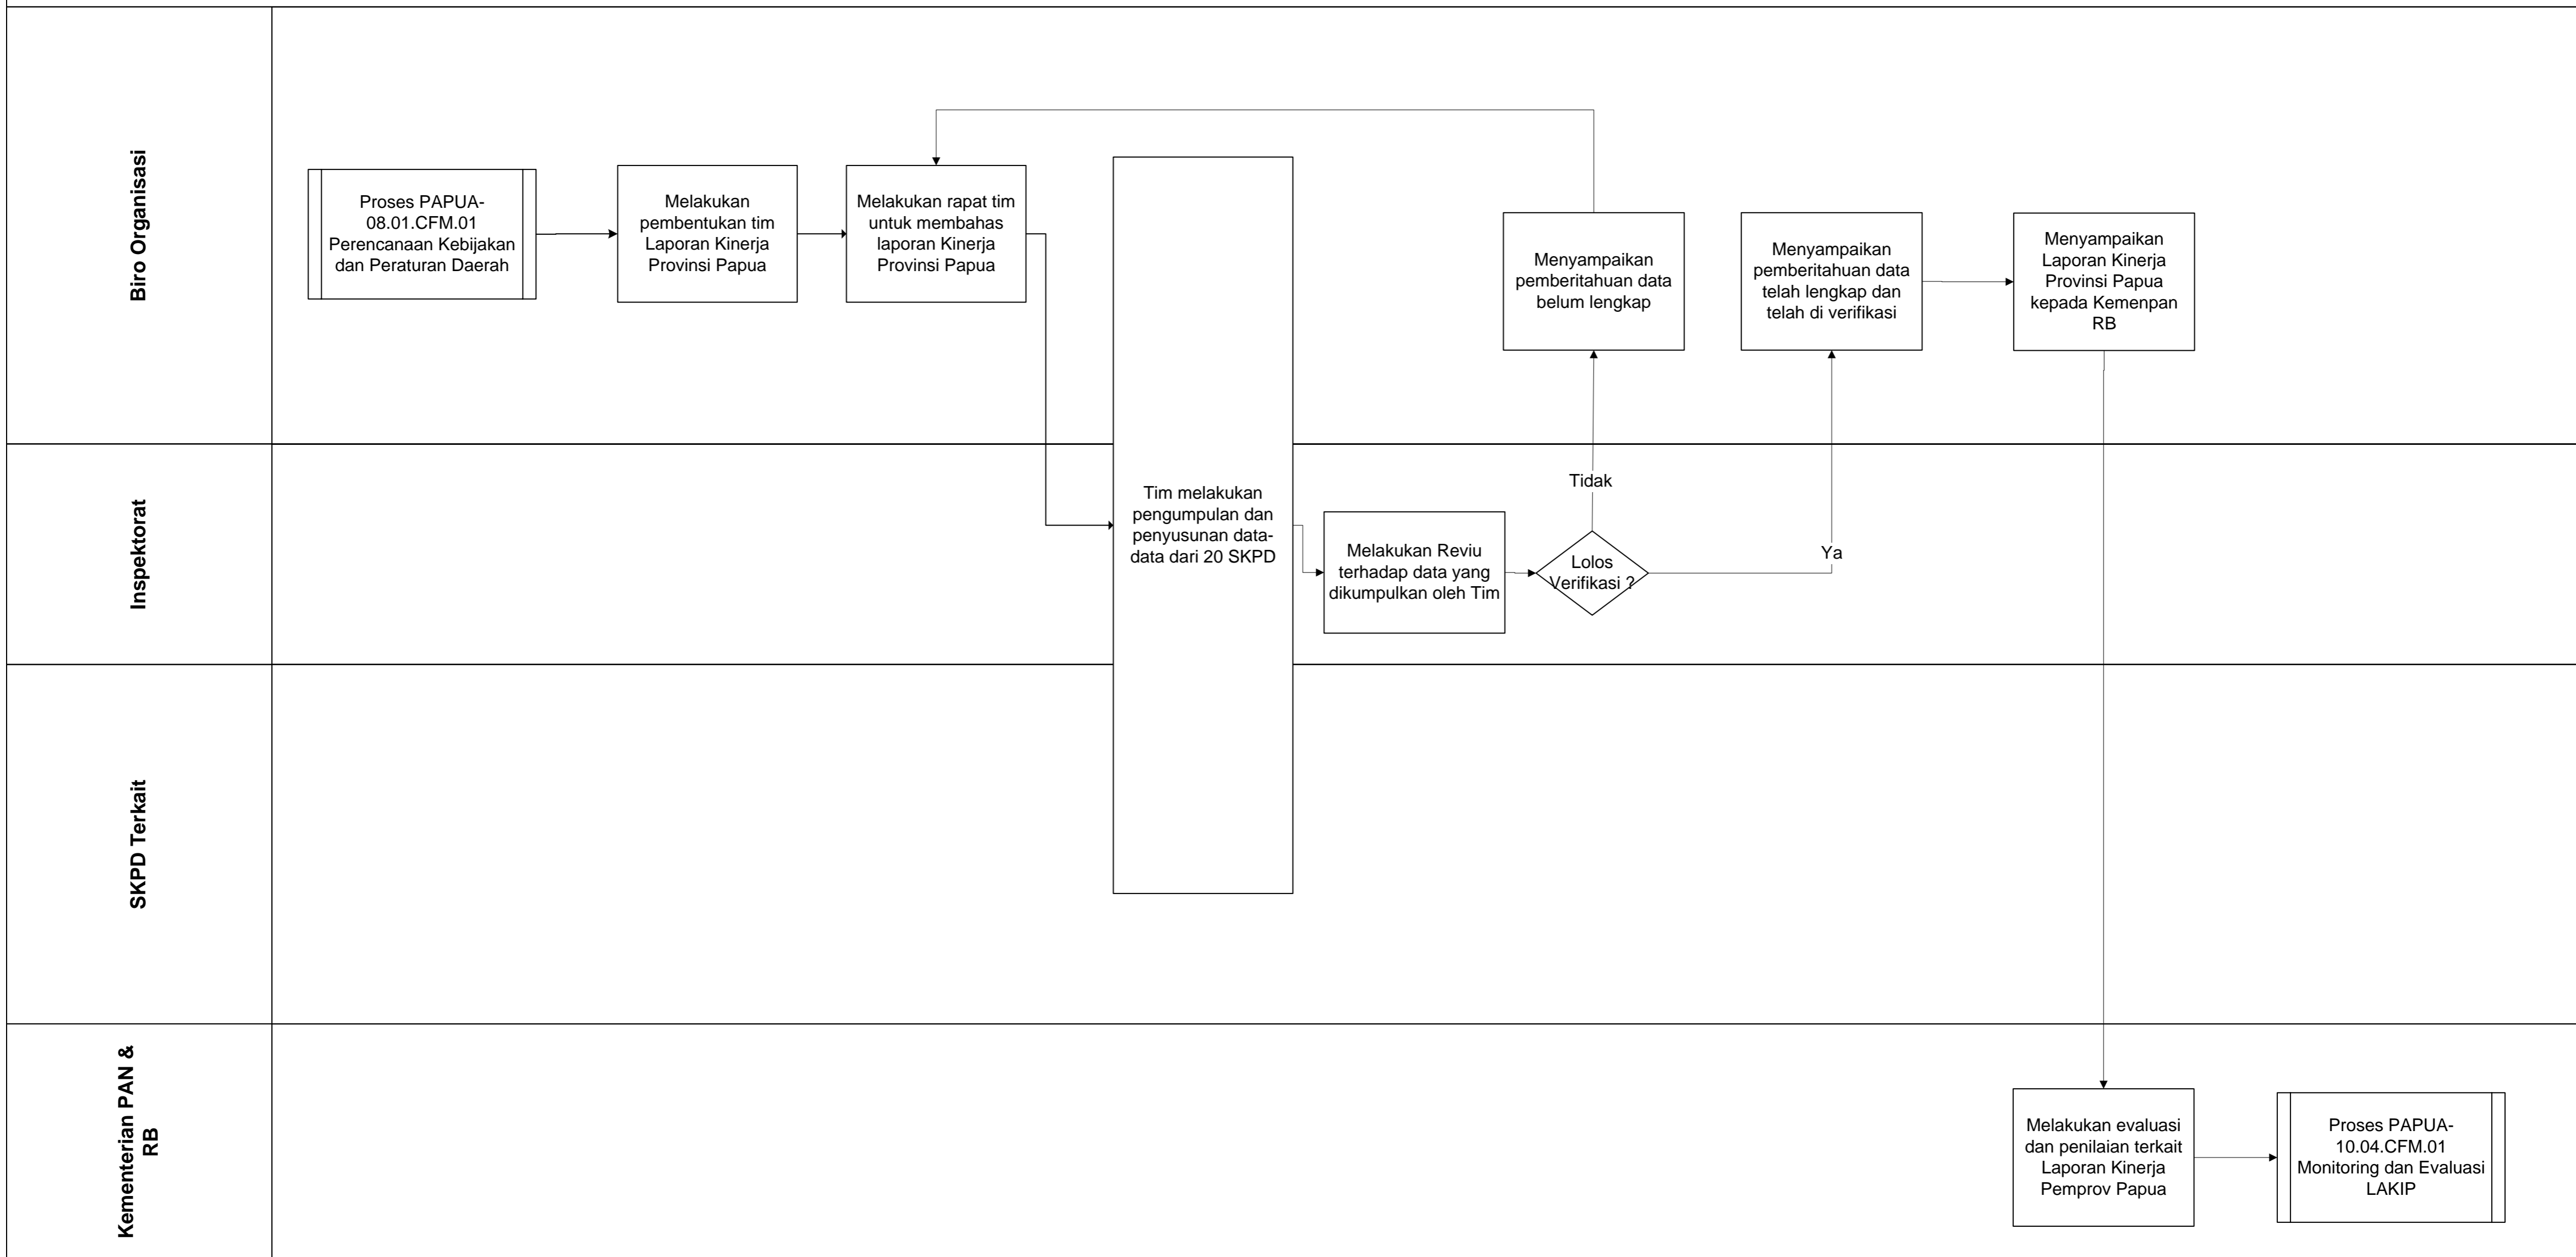 Biro Organisasi
Proses PAPUA-
08.01.CFM.01
Perencanaan Kebijakan
dan Peraturan Daerah
Melakukan
pembentukan tim
Laporan Kinerja
Provinsi Papua
Melakukan rapat tim
untuk membahas
laporan Kinerja
Provinsi Papua
Menyampaikan
pemberitahuan data
belum lengkap
Menyampaikan
pemberitahuan data
telah lengkap dan
telah di verifikasi
Menyampaikan
Laporan Kinerja
Provinsi Papua
kepada Kemenpan
RB
Inspektorat
Tim melakukan
pengumpulan dan
penyusunan data-
data dari 20 SKPD
Melakukan Reviu
terhadap data yang
dikumpulkan oleh Tim
Lolos
Verifikasi ?
Tidak
Ya
SKPD Terkait
Kementerian PAN &
RB
Melakukan evaluasi
dan penilaian terkait
Laporan Kinerja
Pemprov Papua
Proses PAPUA-
10.04.CFM.01
Monitoring dan Evaluasi
LAKIP